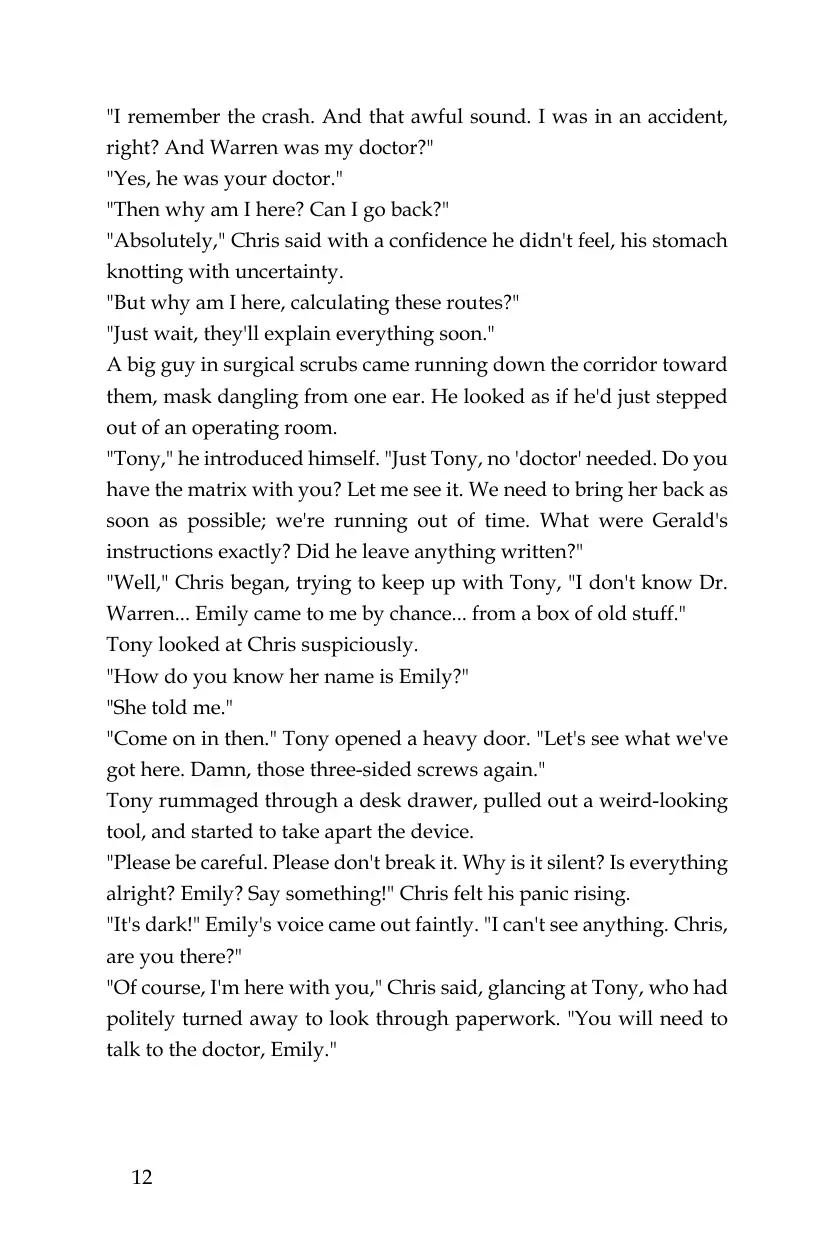 "I remember the crash. And that awful sound. I was in an accident,
right? And Warren was my doctor?"
"Yes, he was your doctor."
"Then why am I here? Can I go back?"
"Absolutely," Chris said with a confidence he didn't feel, his stomach
knotting with uncertainty.
"But why am I here, calculating these routes?"
"Just wait, they'll explain everything soon."
A big guy in surgical scrubs came running down the corridor toward
them, mask dangling from one ear. He looked as if he'd just stepped
out of an operating room.
"Tony," he introduced himself. "Just Tony, no 'doctor' needed. Do you
have the matrix with you? Let me see it. We need to bring her back as
soon as possible; we're running out of time. What were Gerald's
instructions exactly? Did he leave anything written?"
"Well," Chris began, trying to keep up with Tony, "I don't know Dr.
Warren... Emily came to me by chance... from a box of old stuff."
Tony looked at Chris suspiciously.
"How do you know her name is Emily?"
"She told me."
"Come on in then." Tony opened a heavy door. "Let's see what we've
got here. Damn, those three-sided screws again."
Tony rummaged through a desk drawer, pulled out a weird-looking
tool, and started to take apart the device.
"Please be careful. Please don't break it. Why is it silent? Is everything
alright? Emily? Say something!" Chris felt his panic rising.
"It's dark!" Emily's voice came out faintly. "I can't see anything. Chris,
are you there?"
"Of course, I'm here with you," Chris said, glancing at Tony, who had
politely turned away to look through paperwork. "You will need to
talk to the doctor, Emily."
12